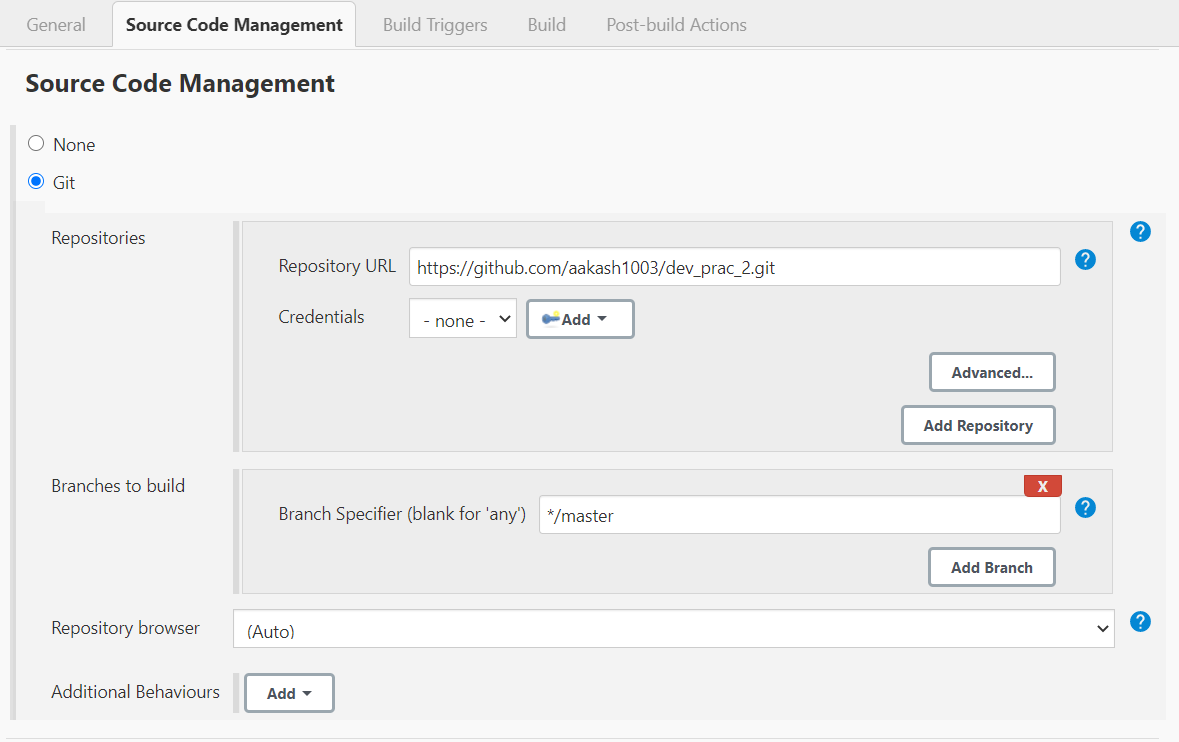 General Source Code Management Build Triggers Build Post-build Actions
Source Code Management
None
Git
Repositories
?
Repository URL https://github.com/aakash1003/dev_prac_2.git ?
Credentials - none - Add
Advanced...
Add Repository
Branches to build
X
Branch Specifier (blank for 'any') */master ?
Add Branch
Repository browser (Auto) ?
Additional Behaviours Add